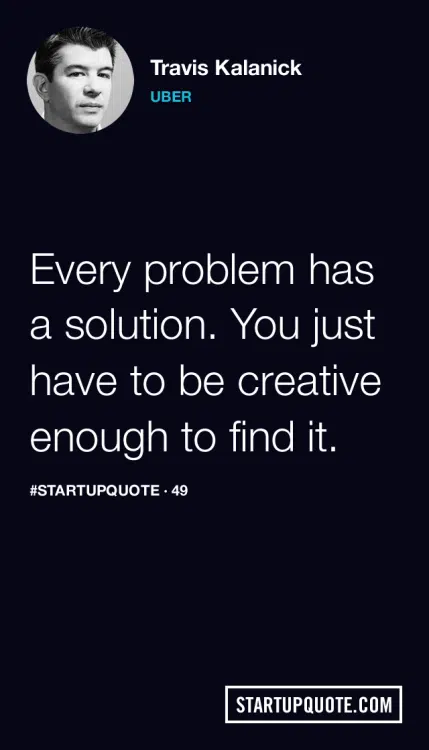 Travis Kalanick
UBER
Every problem has
a solution. You just
have to be creative
enough to find it.
#STARTUPQUOTE · 49
STARTUPQUOTE.COM